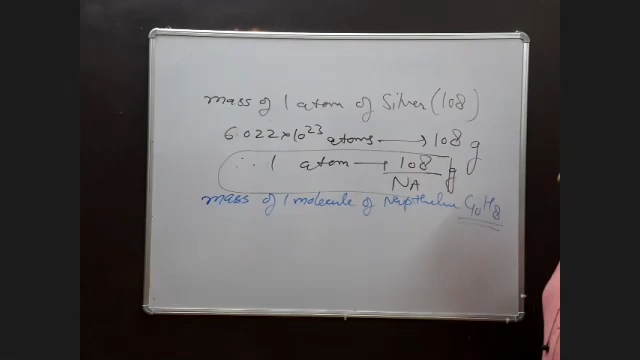 mass of 1 atom of Silver (108)
6.022×10²³ atoms → 108 g
∴ 1 atom → 108/NA g
mass of 1 molecule of Napthelene C₁₀H₈